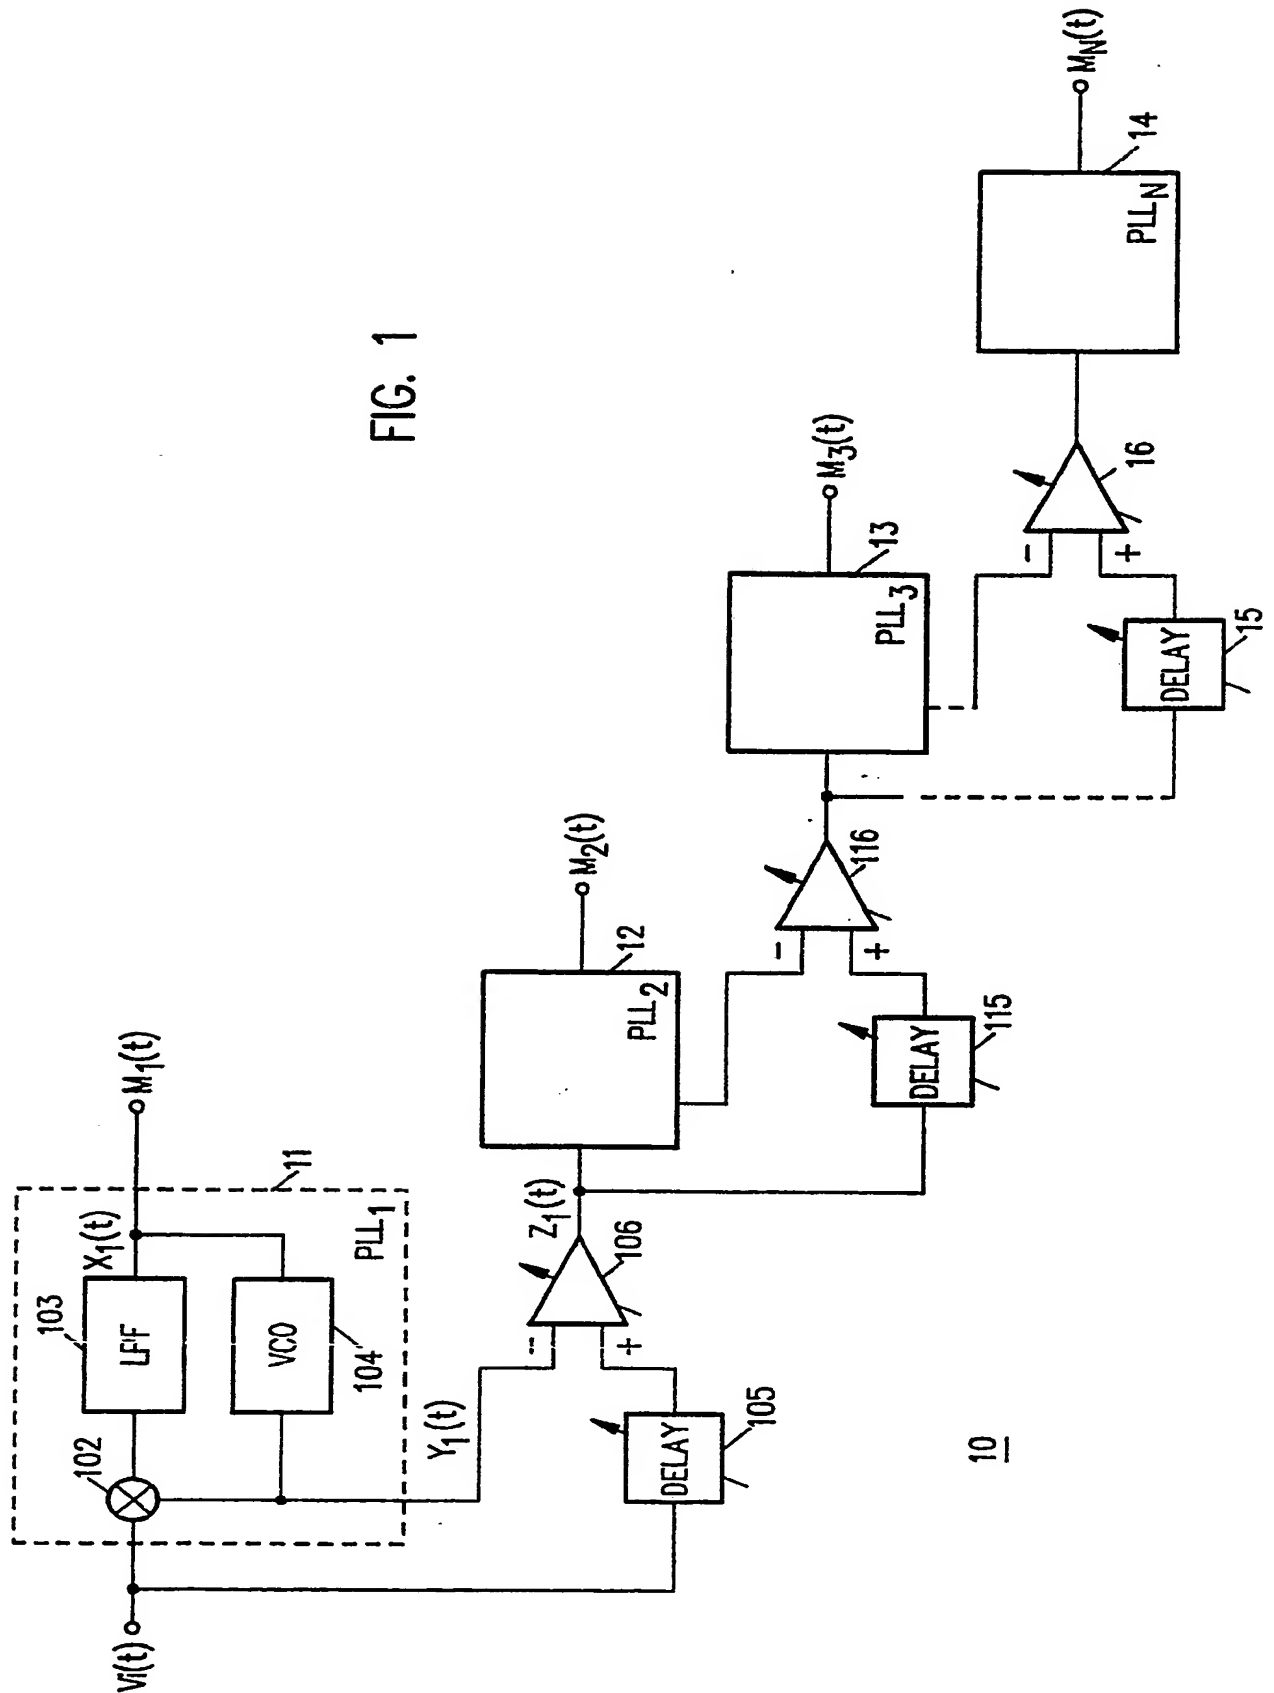 FIG. 1
Vi(t)
102
103
LPF
X1(t)
M1(t)
VCO
104
PLL1
11
Y1(t)
DELAY
105
-
+
106
Z1(t)
PLL2
12
M2(t)
DELAY
115
-
+
116
PLL3
13
M3(t)
DELAY
15
-
+
16
PLLN
14
MN(t)
10